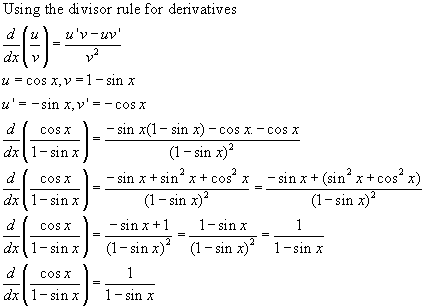 Using the divisor rule for derivatives
d/dx (u/v) = (u'v − uv')/v²
u = cos x, v = 1 − sin x
u' = −sin x, v' = −cos x
d/dx (cos x/(1 − sin x)) = (−sin x(1 − sin x) − cos x. − cos x)/(1 − sin x)²
d/dx (cos x/(1 − sin x)) = (−sin x + sin² x + cos² x)/(1 − sin x)² = (−sin x + (sin² x + cos² x))/(1 − sin x)²
d/dx (cos x/(1 − sin x)) = (−sin x + 1)/(1 − sin x)² = (1 − sin x)/(1 − sin x)² = 1/(1 − sin x)
d/dx (cos x/(1 − sin x)) = 1/(1 − sin x)